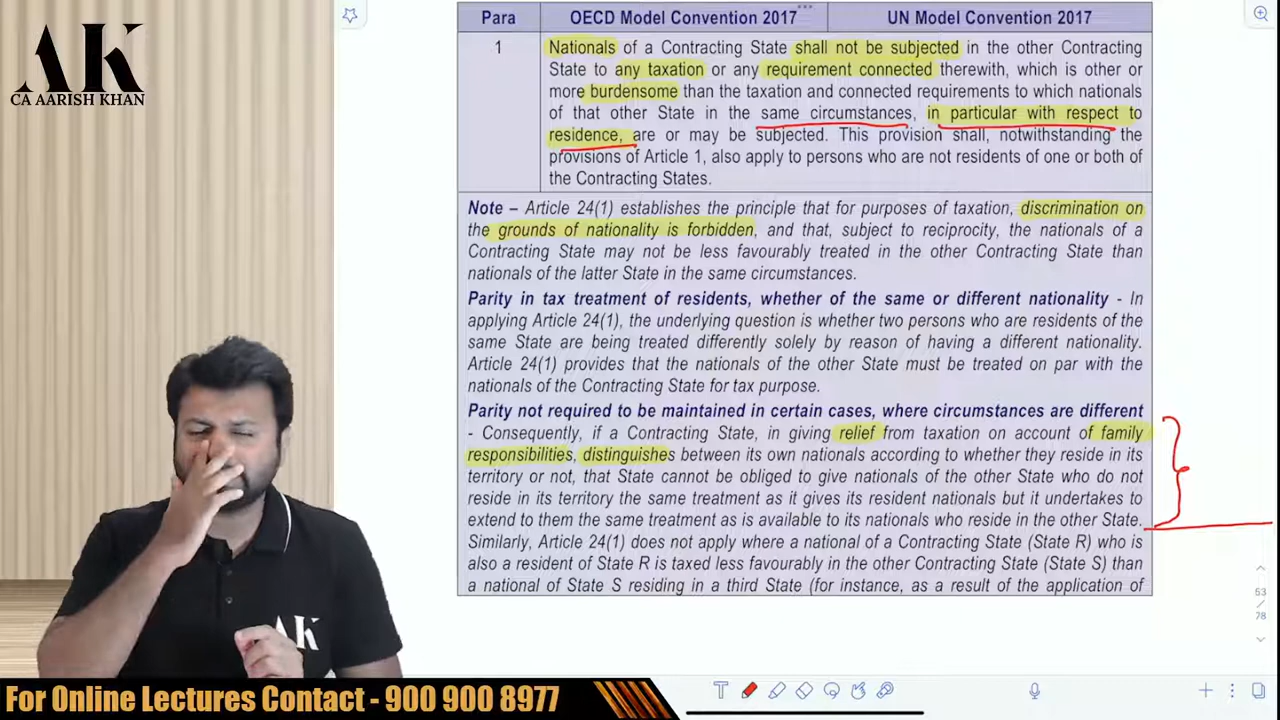 AK
CA AARISH KHAN
Para OECD Model Convention 2017 UN Model Convention 2017
1 Nationals of a Contracting State shall not be subjected in the other Contracting
State to any taxation or any requirement connected therewith, which is other or
more burdensome than the taxation and connected requirements to which nationals
of that other State in the same circumstances, in particular with respect to
residence, are or may be subjected. This provision shall, notwithstanding the
provisions of Article 1, also apply to persons who are not residents of one or both of
the Contracting States.
Note – Article 24(1) establishes the principle that for purposes of taxation, discrimination on
the grounds of nationality is forbidden, and that, subject to reciprocity, the nationals of a
Contracting State may not be less favourably treated in the other Contracting State than
nationals of the latter State in the same circumstances.
Parity in tax treatment of residents, whether of the same or different nationality - In
applying Article 24(1), the underlying question is whether two persons who are residents of the
same State are being treated differently solely by reason of having a different nationality.
Article 24(1) provides that the nationals of the other State must be treated on par with the
nationals of the Contracting State for tax purpose.
Parity not required to be maintained in certain cases, where circumstances are different
- Consequently, if a Contracting State, in giving relief from taxation on account of family
responsibilities, distinguishes between its own nationals according to whether they reside in its
territory or not, that State cannot be obliged to give nationals of the other State who do not
reside in its territory the same treatment as it gives its resident nationals but it undertakes to
extend to them the same treatment as is available to its nationals who reside in the other State.
Similarly, Article 24(1) does not apply where a national of a Contracting State (State R) who is
also a resident of State R is taxed less favourably in the other Contracting State (State S) than
a national of State S residing in a third State (for instance, as a result of the application of
53
/
78
AK
For Online Lectures Contact - 900 900 8977